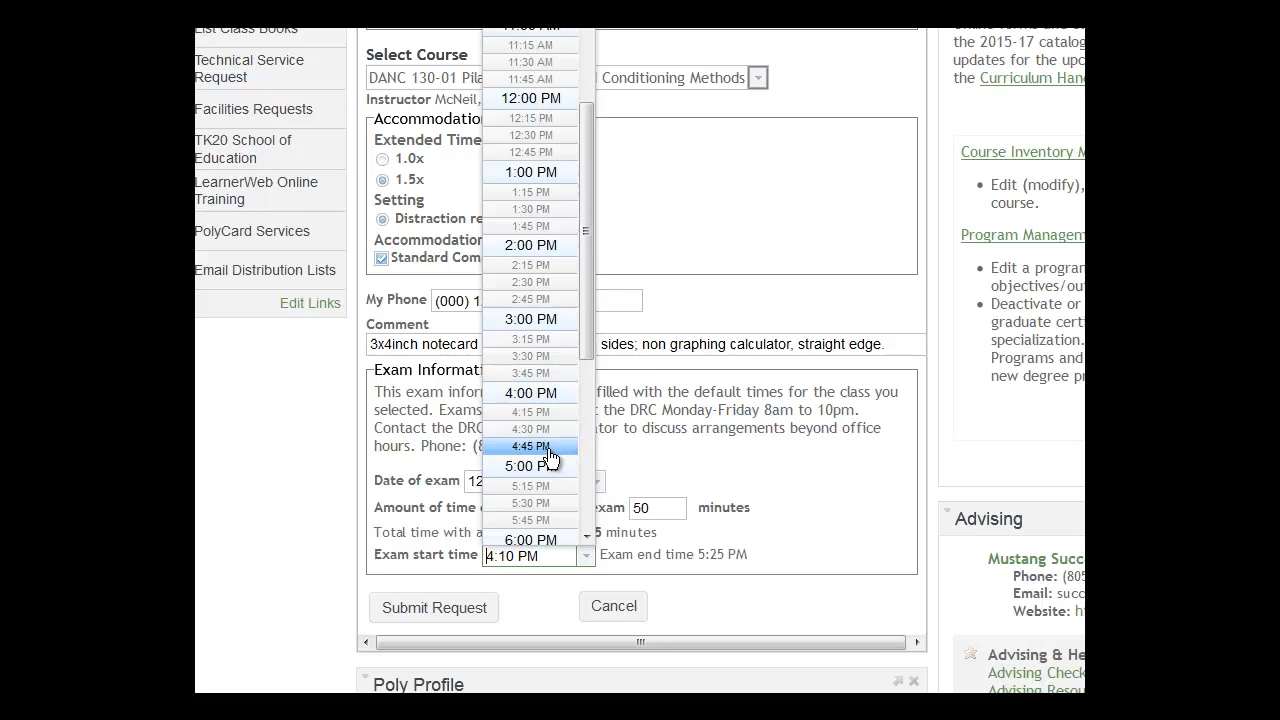 List Class Books
Technical Service
Request
Facilities Requests
TK20 School of
Education
LearnerWeb Online
Training
PolyCard Services
Email Distribution Lists
Edit Links
Select Course
DANC 130-01 Pila
Conditioning Methods
Instructor McNeil,
Accommodation
Extended Time
1.0x
1.5x
Setting
Distraction re
Accommodation
Standard Com
My Phone (000) 1
Comment
3x4inch notecard
sides; non graphing calculator, straight edge.
Exam Informati
This exam infor
filled with the default times for the class you
selected. Exams
t the DRC Monday-Friday 8am to 10pm.
Contact the DRC
ator to discuss arrangements beyond office
hours. Phone: (8
Date of exam 12
Amount of time
exam 50 minutes
Total time with a
5 minutes
Exam start time 4:10 PM Exam end time 5:25 PM
Submit Request
Cancel
11:00 AM
11:15 AM
11:30 AM
11:45 AM
12:00 PM
12:15 PM
12:30 PM
12:45 PM
1:00 PM
1:15 PM
1:30 PM
1:45 PM
2:00 PM
2:15 PM
2:30 PM
2:45 PM
3:00 PM
3:15 PM
3:30 PM
3:45 PM
4:00 PM
4:15 PM
4:30 PM
4:45 PM
5:00 PM
5:15 PM
5:30 PM
5:45 PM
6:00 PM
Poly Profile
the 2015-17 catalog
updates for the upc
the Curriculum Han
Course Inventory M
Edit (modify),
course.
Program Managem
Edit a program
objectives/ou
Deactivate or
graduate certi
specialization.
Programs and
new degree pr
Advising
Mustang Succ
Phone: (805
Email: succ
Website: h
Advising & He
Advising Check
Advising Resou